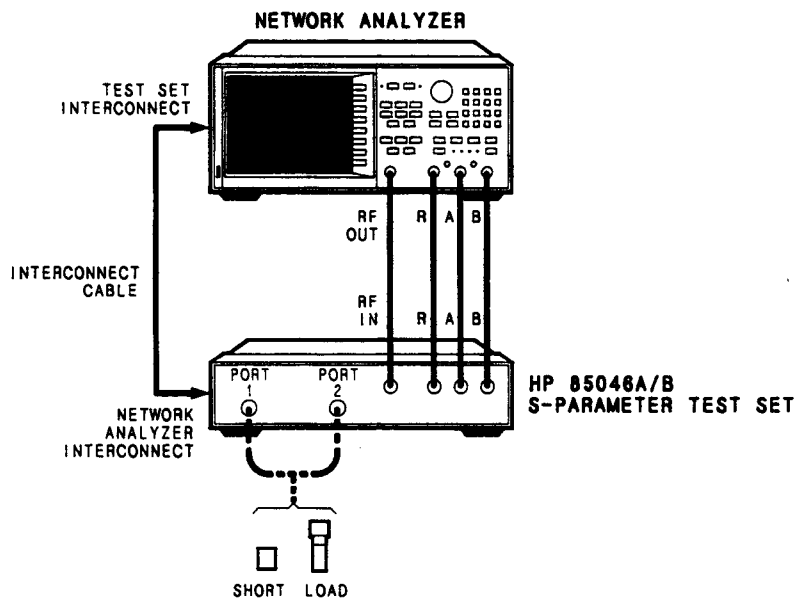 NETWORK ANALYZER
TEST SET
INTERCONNECT
RF
OUT
R
A
B
INTERCONNECT
CABLE
RF
IN
R
A
B
PORT
1
PORT
2
HP 85046A/B
S-PARAMETER TEST SET
NETWORK
ANALYZER
INTERCONNECT
SHORT
LOAD